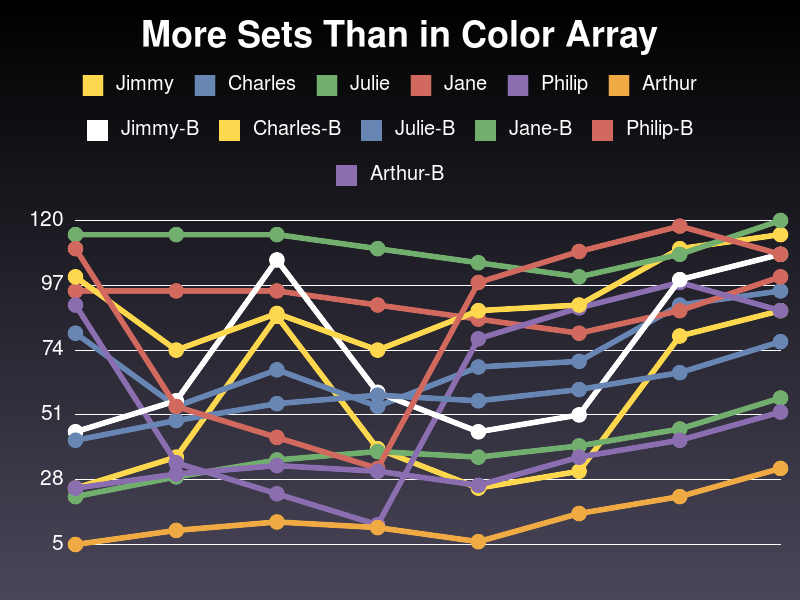 More Sets Than in Color Array
Jimmy Charles Julie Jane Philip Arthur
Jimmy-B Charles-B Julie-B Jane-B Philip-B
Arthur-B
120
97
74
51
28
5